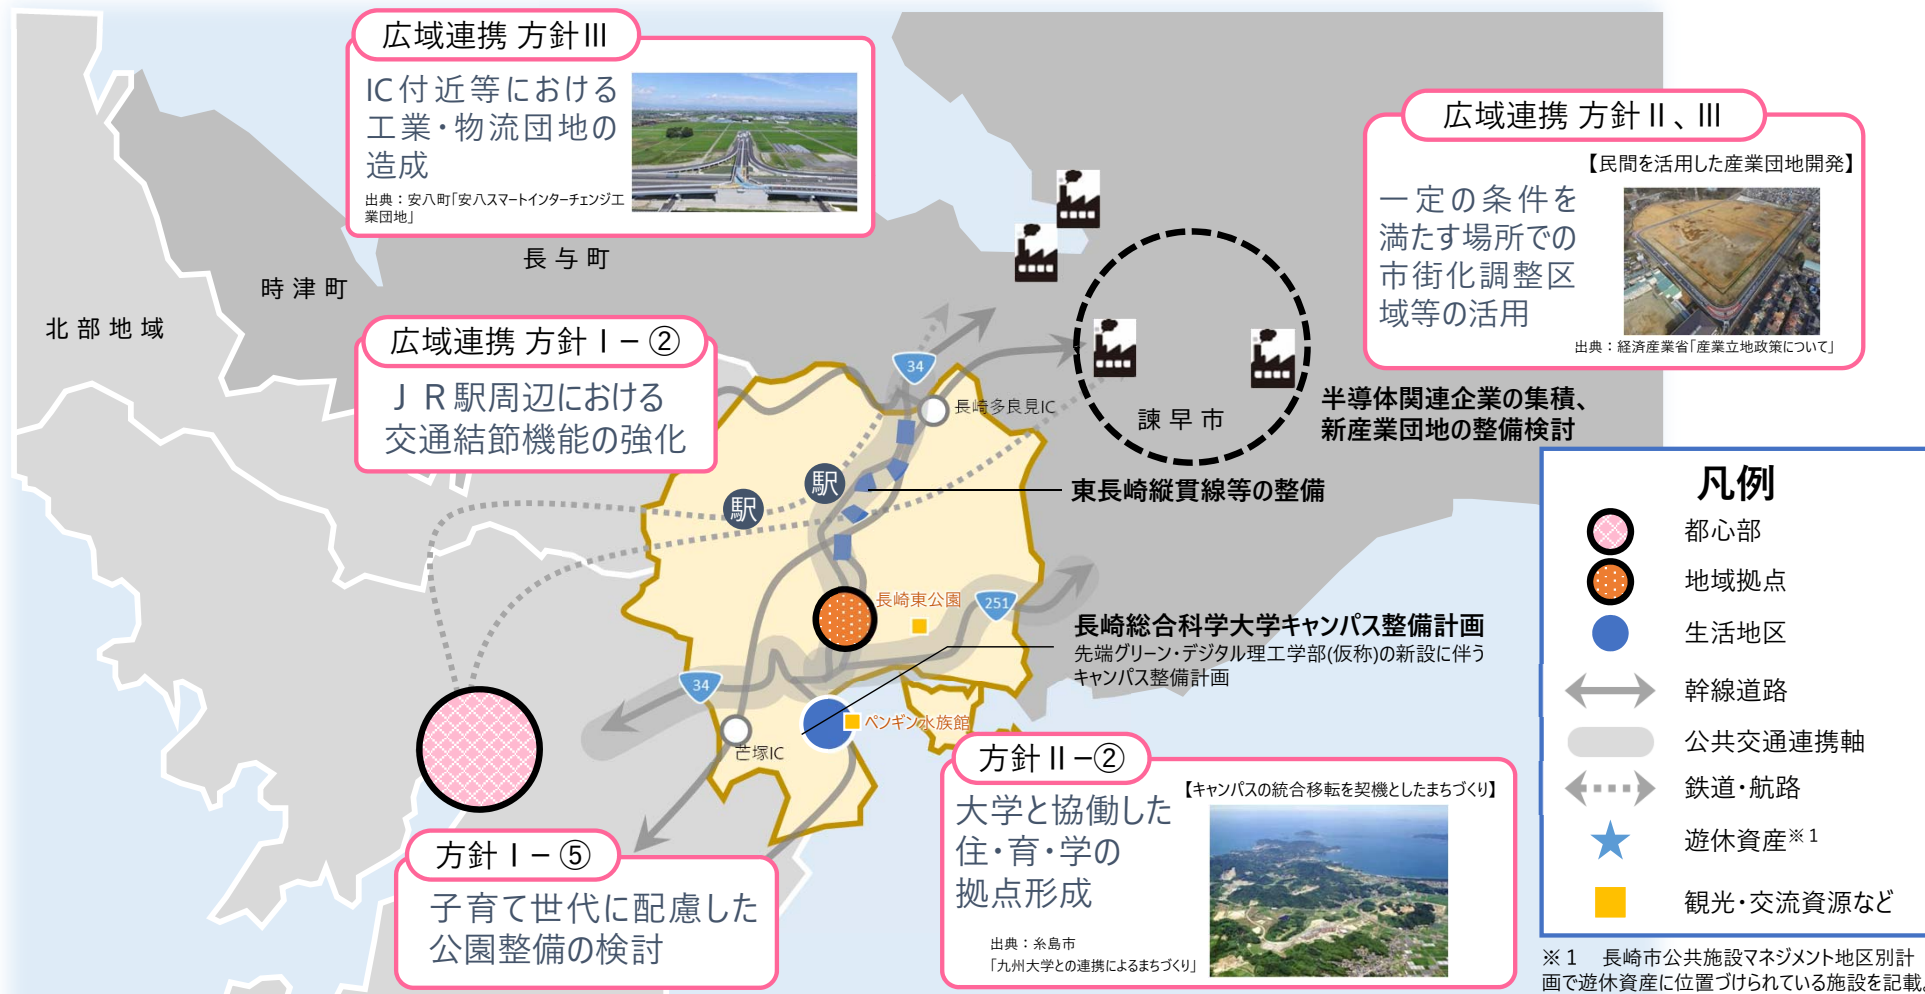 広域連携 方針Ⅲ
IC付近等における
工業・物流団地の
造成
出典：安八町「安八スマートインターチェンジ工
業団地」
広域連携 方針Ⅱ、Ⅲ
【民間を活用した産業団地開発】
一定の条件を
満たす場所での
市街化調整区
域等の活用
出典：経済産業省「産業立地政策について」
長与町
時津町
北部地域
広域連携 方針Ⅰ－②
ＪＲ駅周辺における
交通結節機能の強化
34
長崎多良見IC
諫早市
半導体関連企業の集積、
新産業団地の整備検討
駅
駅
東長崎縦貫線等の整備
長崎東公園
251
長崎総合科学大学キャンパス整備計画
先端グリーン・デジタル理工学部(仮称)の新設に伴う
キャンパス整備計画
34
ペンギン水族館
芒塚IC
方針Ⅱ－②
【キャンパスの統合移転を契機としたまちづくり】
大学と協働した
住・育・学の
拠点形成
出典：糸島市
「九州大学との連携によるまちづくり」
方針Ⅰ－⑤
子育て世代に配慮した
公園整備の検討
凡例
都心部
地域拠点
生活地区
幹線道路
公共交通連携軸
鉄道・航路
遊休資産※1
観光・交流資源など
※1　長崎市公共施設マネジメント地区別計
画で遊休資産に位置づけられている施設を記載。